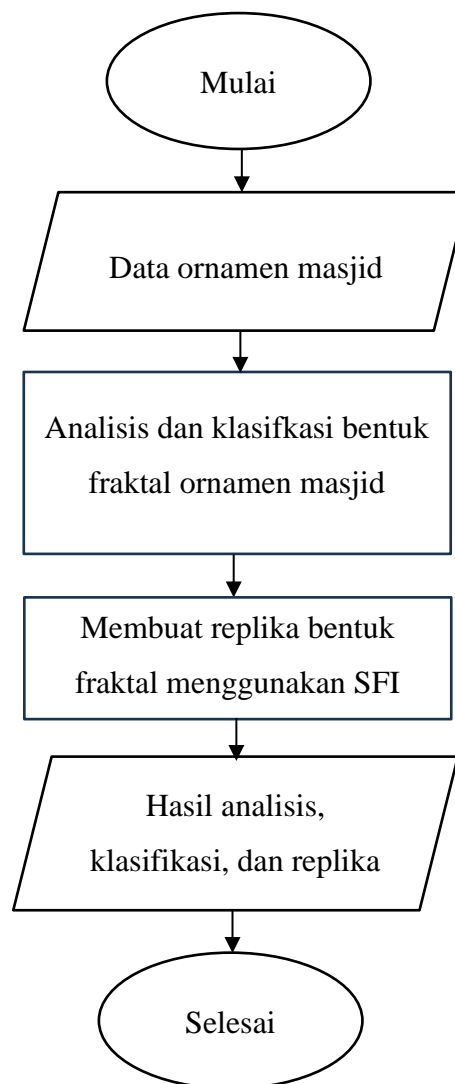 Mulai
Data ornamen masjid
Analisis dan klasifkasi bentuk
fraktal ornamen masjid
Membuat replika bentuk
fraktal menggunakan SFI
Hasil analisis,
klasifikasi, dan replika
Selesai